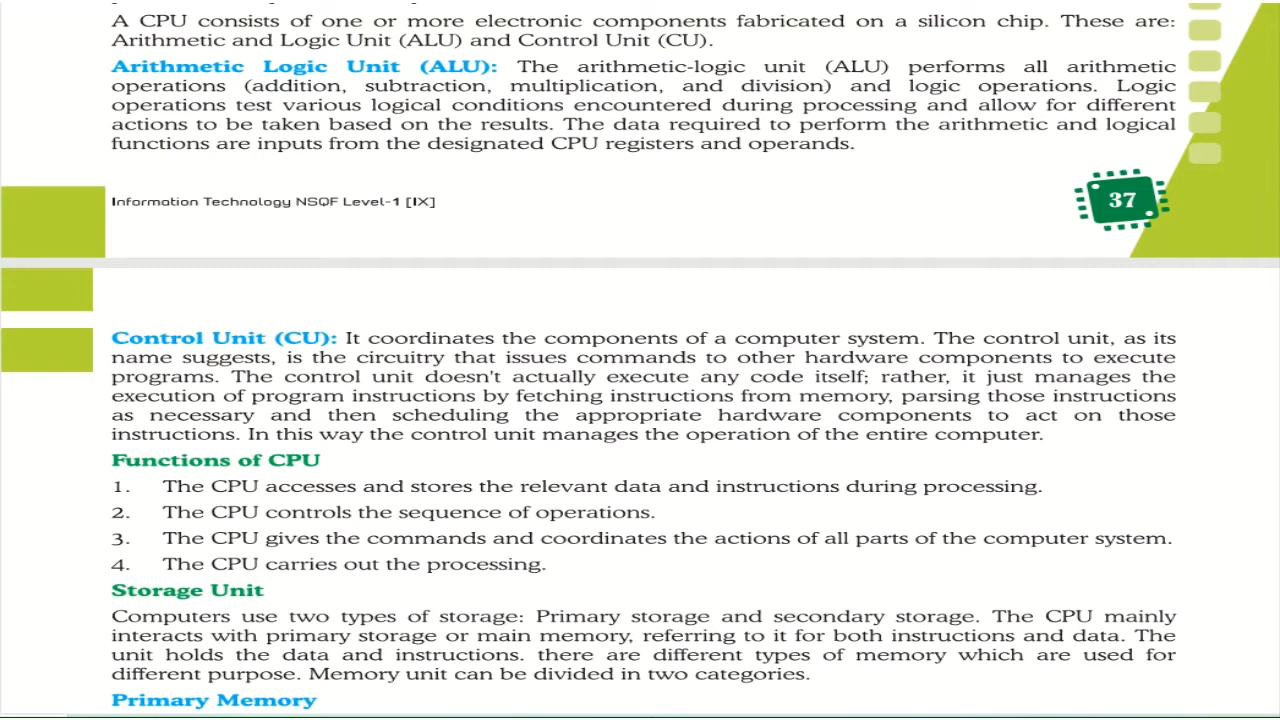 A CPU consists of one or more electronic components fabricated on a silicon chip. These are:
Arithmetic and Logic Unit (ALU) and Control Unit (CU).
Arithmetic Logic Unit (ALU): The arithmetic-logic unit (ALU) performs all arithmetic
operations (addition, subtraction, multiplication, and division) and logic operations. Logic
operations test various logical conditions encountered during processing and allow for different
actions to be taken based on the results. The data required to perform the arithmetic and logical
functions are inputs from the designated CPU registers and operands.
Information Technology NSQF Level-1 [IX]
37
Control Unit (CU): It coordinates the components of a computer system. The control unit, as its
name suggests, is the circuitry that issues commands to other hardware components to execute
programs. The control unit doesn't actually execute any code itself; rather, it just manages the
execution of program instructions by fetching instructions from memory, parsing those instructions
as necessary and then scheduling the appropriate hardware components to act on those
instructions. In this way the control unit manages the operation of the entire computer.
Functions of CPU
1. The CPU accesses and stores the relevant data and instructions during processing.
2. The CPU controls the sequence of operations.
3. The CPU gives the commands and coordinates the actions of all parts of the computer system.
4. The CPU carries out the processing.
Storage Unit
Computers use two types of storage: Primary storage and secondary storage. The CPU mainly
interacts with primary storage or main memory, referring to it for both instructions and data. The
unit holds the data and instructions. there are different types of memory which are used for
different purpose. Memory unit can be divided in two categories.
Primary Memory